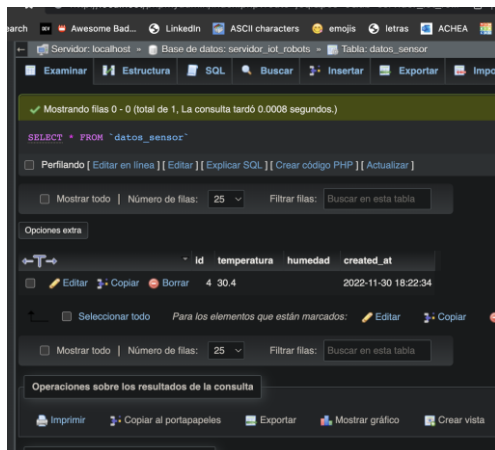 earch DEV Awesome Bad... LinkedIn ASCII characters emojis letras ACHEA
Servidor: localhost » Base de datos: servidor_iot_robots » Tabla: datos_sensor
Examinar Estructura SQL Buscar Insertar Exportar Impo
Mostrando filas 0 - 0 (total de 1, La consulta tardó 0.0008 segundos.)
SELECT * FROM `datos_sensor`
Perfilando [ Editar en línea ] [ Editar ] [ Explicar SQL ] [ Crear código PHP ] [ Actualizar ]
Mostrar todo | Número de filas: 25 Filtrar filas: Buscar en esta tabla
Opciones extra
←T→ id temperatura humedad created_at
Editar Copiar Borrar 4 30.4 2022-11-30 18:22:34
Seleccionar todo Para los elementos que están marcados: Editar Copiar
Mostrar todo | Número de filas: 25 Filtrar filas: Buscar en esta tabla
Operaciones sobre los resultados de la consulta
Imprimir Copiar al portapapeles Exportar Mostrar gráfico Crear vista